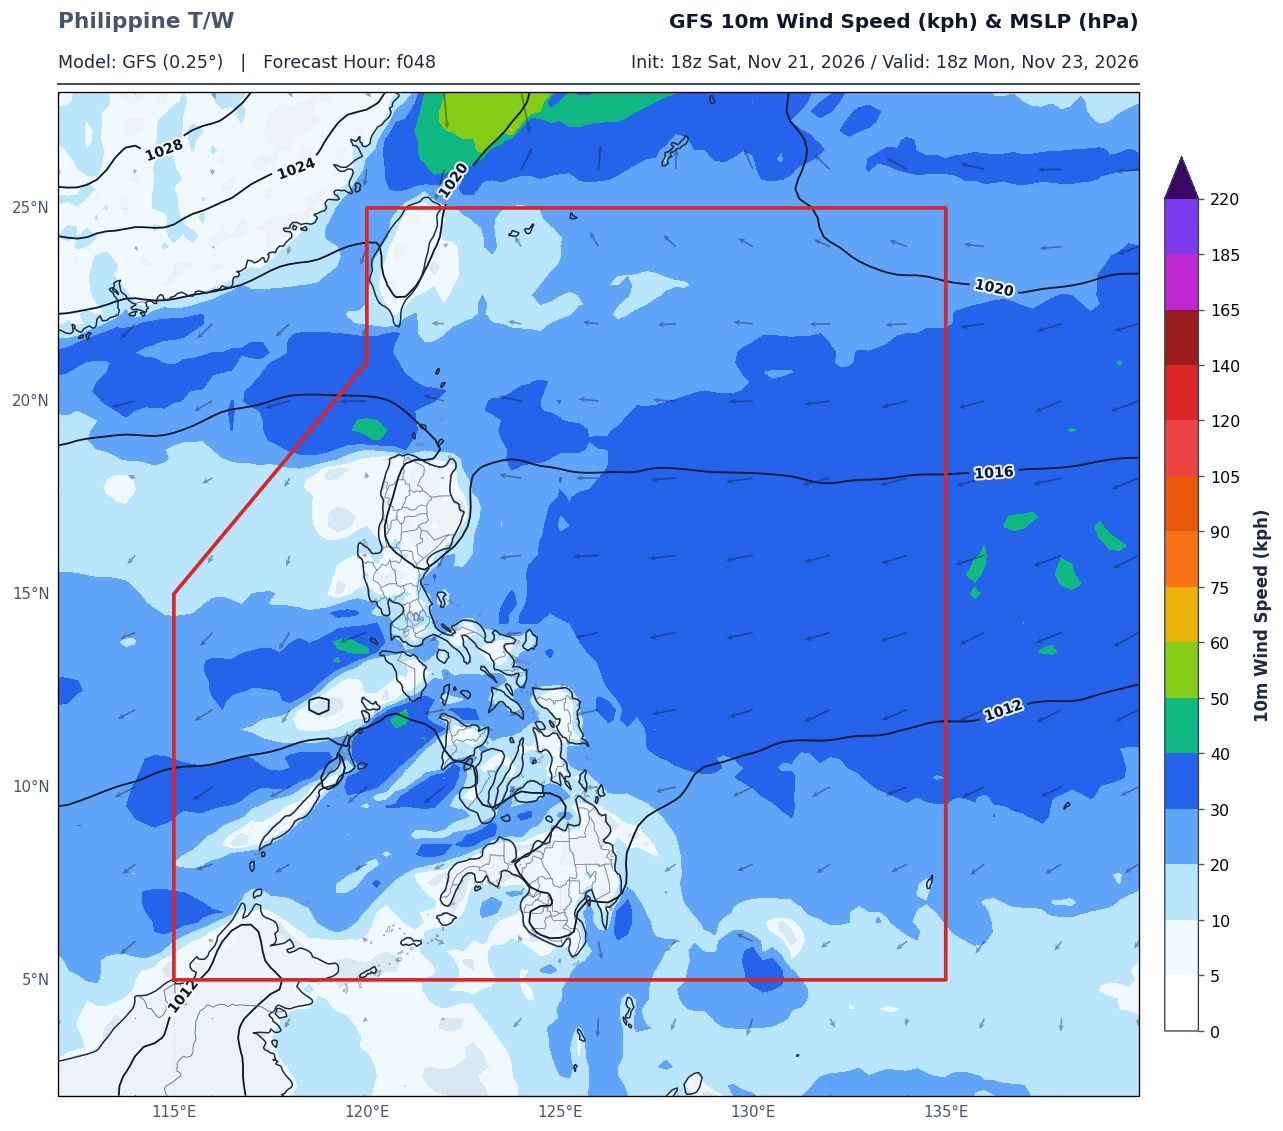 Philippine T/W
GFS 10m Wind Speed (kph) & MSLP (hPa)
Model: GFS (0.25°)   |   Forecast Hour: f048
Init: 18z Sat, Nov 21, 2026 / Valid: 18z Mon, Nov 23, 2026
1028
1024
1020
1020
1016
1012
1012
25°N
20°N
15°N
10°N
5°N
115°E
120°E
125°E
130°E
135°E
220
185
165
140
120
105
90
75
60
50
40
30
20
10
5
0
10m Wind Speed (kph)